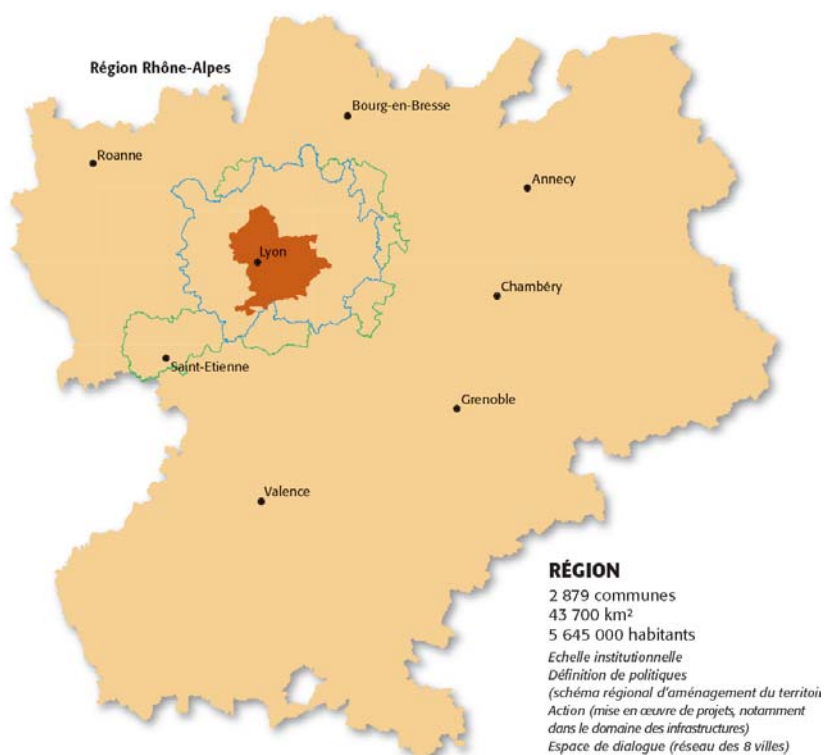 Région Rhône-Alpes
Bourg-en-Bresse
Roanne
Annecy
Lyon
Chambéry
Saint-Etienne
Grenoble
Valence
RÉGION
2 879 communes
43 700 km²
5 645 000 habitants
Echelle institutionnelle
Définition de politiques
(schéma régional d'aménagement du territoi
Action (mise en œuvre de projets, notamment
dans le domaine des infrastructures)
Espace de dialogue (réseau des 8 villes)